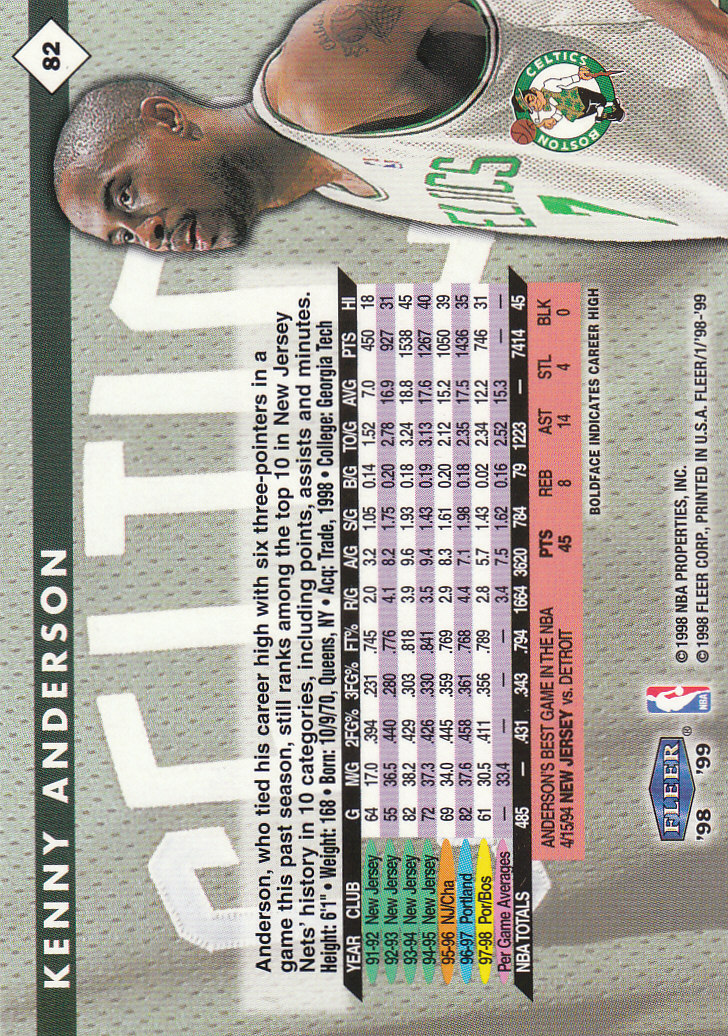 82
KENNY ANDERSON
CELTICS
BOSTON
ELTICS
7
Anderson, who tied his career high with six three-pointers in a
game this past season, still ranks among the top 10 in New Jersey
Nets' history in 10 categories, including points, assists and minutes.
Height: 6'1" • Weight: 168 • Born: 10/9/70, Queens, NY • Acq: Trade, 1998 • College: Georgia Tech
YEAR CLUB G M/G 2FG% 3FG% FT% R/G A/G S/G B/G TO/G AVG PTS HI
91-92 New Jersey 64 17.0 .394 .231 .745 2.0 3.2 1.05 0.14 1.52 7.0 450 18
92-93 New Jersey 55 36.5 .440 .280 .776 4.1 8.2 1.75 0.20 2.78 16.9 927 31
93-94 New Jersey 82 38.2 .429 .303 .818 3.9 9.6 1.93 0.18 3.24 18.8 1538 45
94-95 New Jersey 72 37.3 .426 .330 .841 3.5 9.4 1.43 0.19 3.13 17.6 1267 40
95-96 NJ/Cha 69 34.0 .445 .359 .769 2.9 8.3 1.61 0.20 2.12 15.2 1050 39
96-97 Portland 82 37.6 .458 .361 .768 4.4 7.1 1.98 0.18 2.35 17.5 1436 35
97-98 Por/Bos 61 30.5 .411 .356 .789 2.8 5.7 1.43 0.02 2.34 12.2 746 31
Per Game Averages — 33.4 — — — 3.4 7.5 1.62 0.16 2.52 15.3 — —
NBA TOTALS 485 — .431 .343 .794 1664 3620 784 79 1223 — 7414 45
ANDERSON'S BEST GAME IN THE NBA PTS REB AST STL BLK
4/15/94 NEW JERSEY vs. DETROIT 45 8 14 4 0
BOLDFACE INDICATES CAREER HIGH
FLEER®
'98 '99
NBA
© 1998 NBA PROPERTIES, INC.
© 1998 FLEER CORP., PRINTED IN U.S.A. FLEER/1/'98-'99